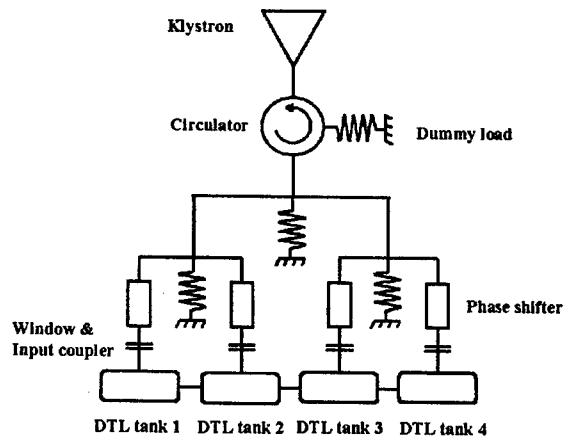 Klystron
Circulator
Dummy load
Phase shifter
Window &
Input coupler
DTL tank 1 DTL tank 2 DTL tank 3 DTL tank 4